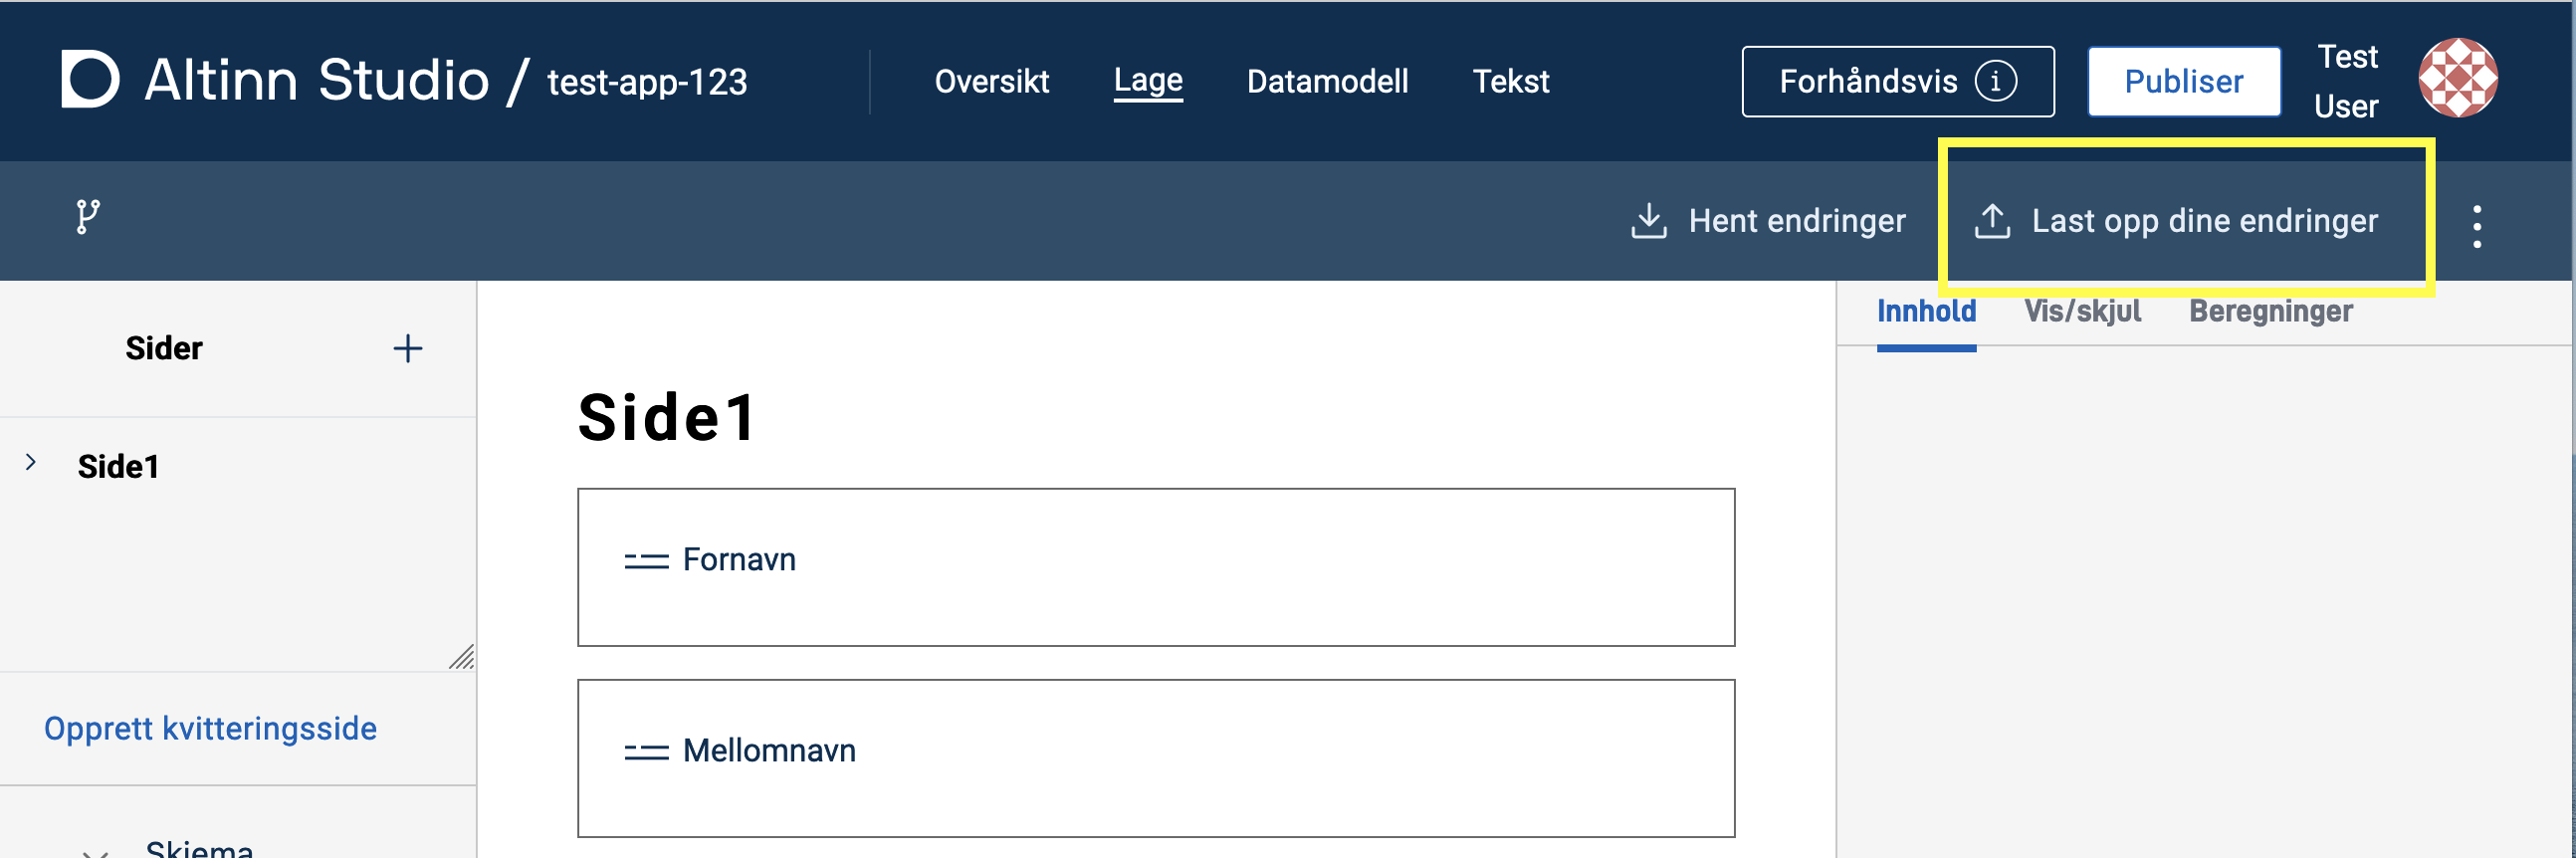 Altinn Studio / test-app-123
Oversikt
Lage
Datamodell
Tekst
Forhåndsvis
Publiser
Test
User
Hent endringer
Last opp dine endringer
Sider
Side1
Opprett kvitteringsside
Skjema
Side1
Fornavn
Mellomnavn
Innhold
Vis/skjul
Beregninger